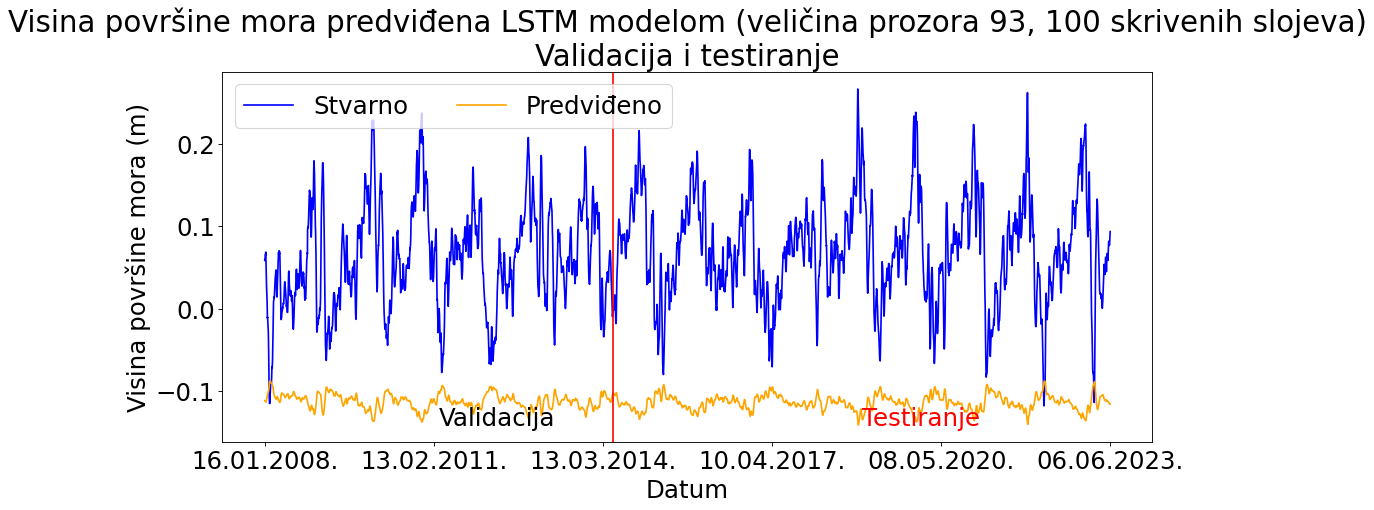 Visina površine mora predviđena LSTM modelom (veličina prozora 93, 100 skrivenih slojeva)
Validacija i testiranje
Stvarno
Predviđeno
Visina površine mora (m)
0.2
0.1
0.0
−0.1
Validacija
Testiranje
16.01.2008.
13.02.2011.
13.03.2014.
10.04.2017.
08.05.2020.
06.06.2023.
Datum